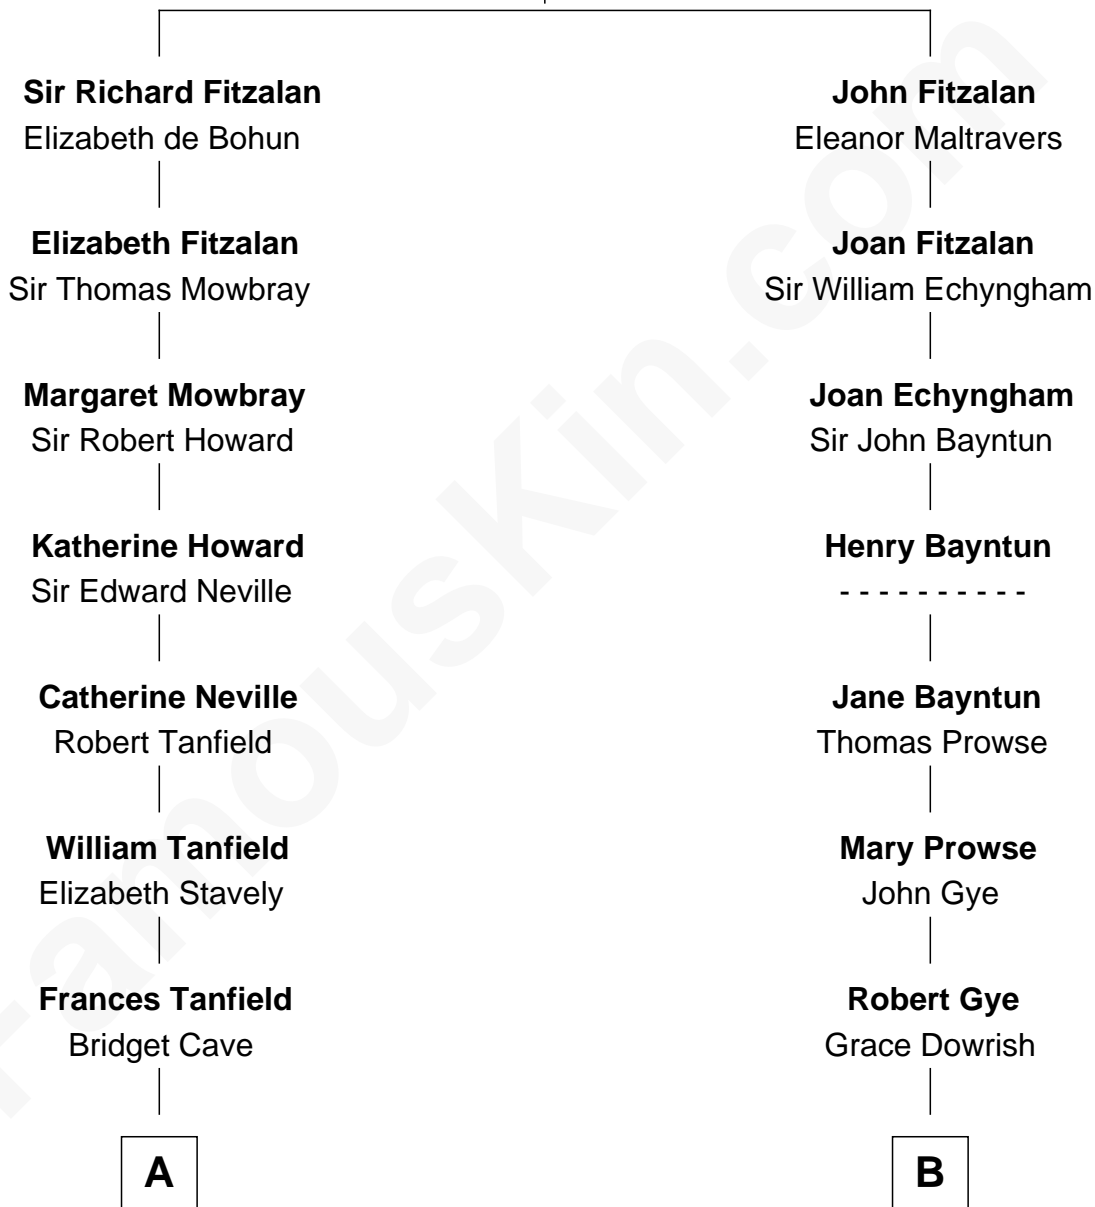 Sir Richard Fitzalan
Elizabeth de Bohun
Elizabeth Fitzalan
Sir Thomas Mowbray
Margaret Mowbray
Sir Robert Howard
Katherine Howard
Sir Edward Neville
Catherine Neville
Robert Tanfield
William Tanfield
Elizabeth Stavely
Frances Tanfield
Bridget Cave
A
John Fitzalan
Eleanor Maltravers
Joan Fitzalan
Sir William Echyngham
Joan Echyngham
Sir John Bayntun
Henry Bayntun
- - - - - - - - - -
Jane Bayntun
Thomas Prowse
Mary Prowse
John Gye
Robert Gye
Grace Dowrish
B
FamousKin.com